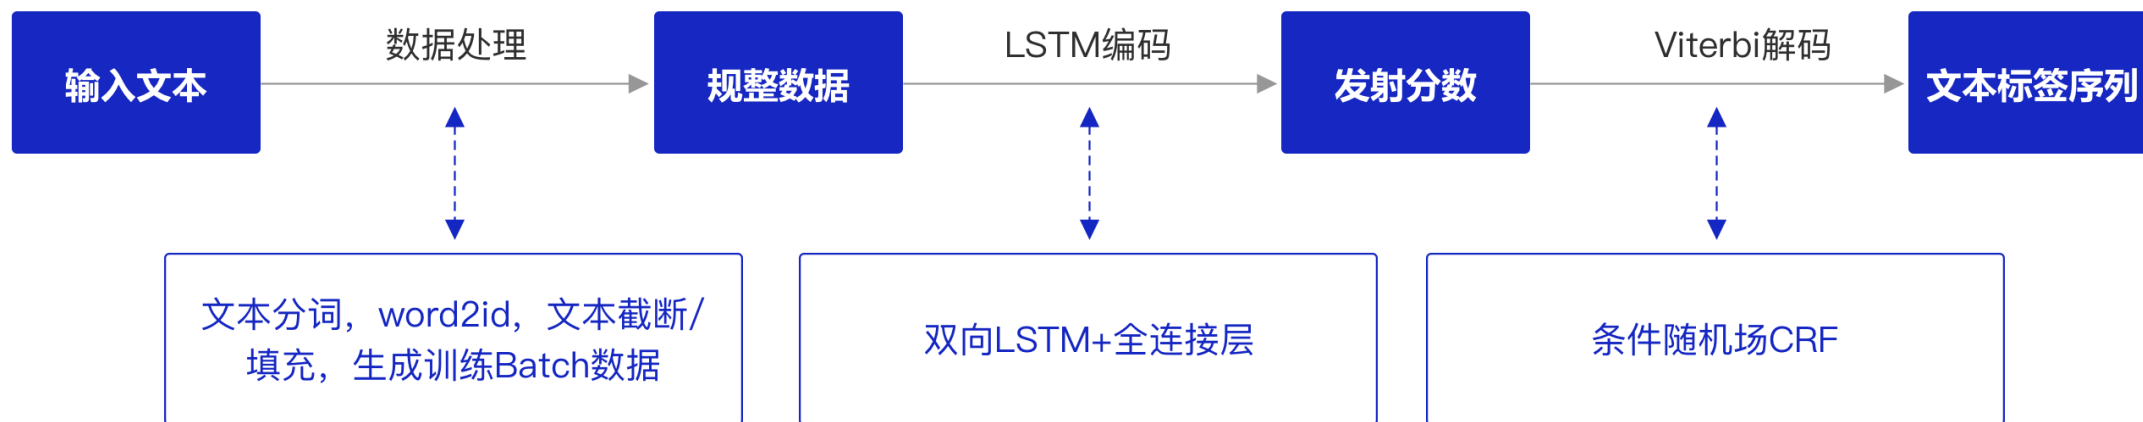 输入文本
数据处理
规整数据
LSTM编码
发射分数
Viterbi解码
文本标签序列
文本分词，word2id，文本截断/
填充，生成训练Batch数据
双向LSTM+全连接层
条件随机场CRF